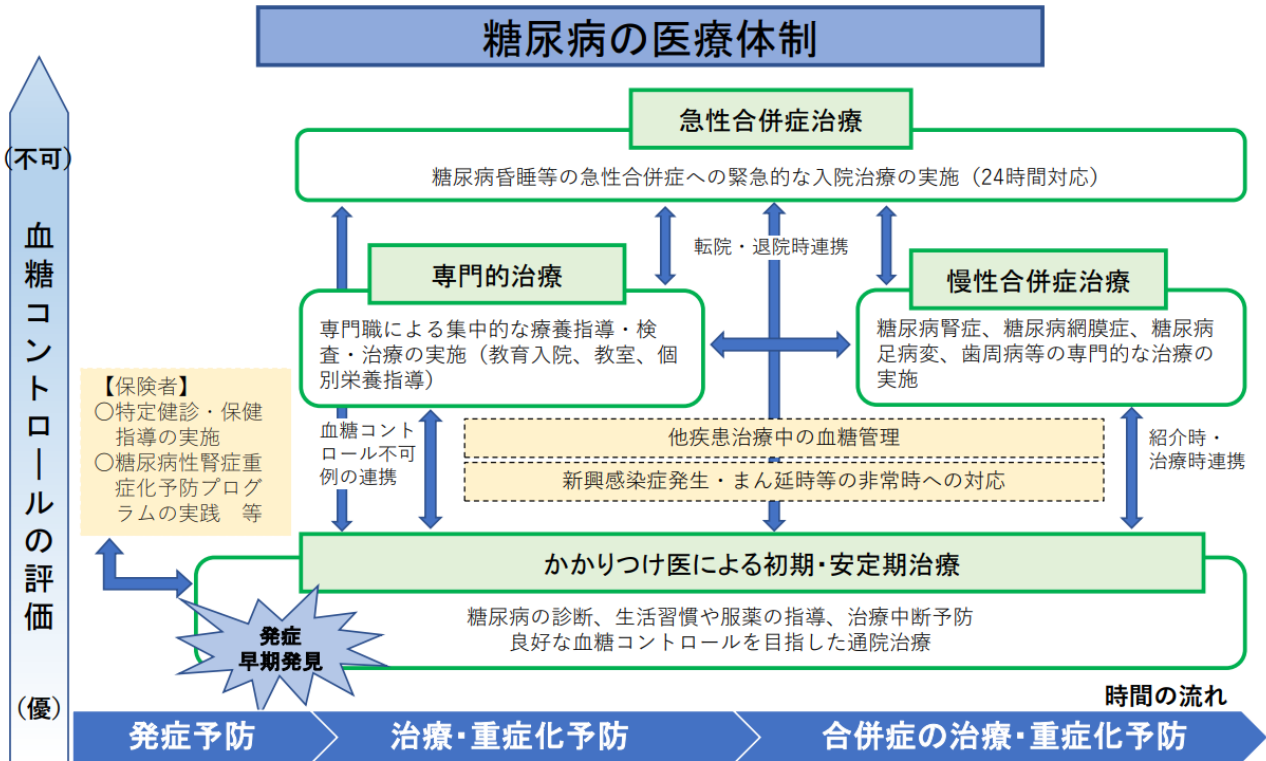 糖尿病の医療体制
(不可)
血糖コントロールの評価
(優)
急性合併症治療
糖尿病昏睡等の急性合併症への緊急的な入院治療の実施（24時間対応）
転院・退院時連携
専門的治療
専門職による集中的な療養指導・検
査・治療の実施（教育入院、教室、個
別栄養指導）
慢性合併症治療
糖尿病腎症、糖尿病網膜症、糖尿病
足病変、歯周病等の専門的な治療の
実施
【保険者】
○特定健診・保健
指導の実施
○糖尿病性腎症重
症化予防プログ
ラムの実践　等
血糖コント
ロール不可
例の連携
他疾患治療中の血糖管理
新興感染症発生・まん延時等の非常時への対応
紹介時・
治療時連携
かかりつけ医による初期・安定期治療
糖尿病の診断、生活習慣や服薬の指導、治療中断予防
良好な血糖コントロールを目指した通院治療
発症
早期発見
時間の流れ
発症予防
治療・重症化予防
合併症の治療・重症化予防